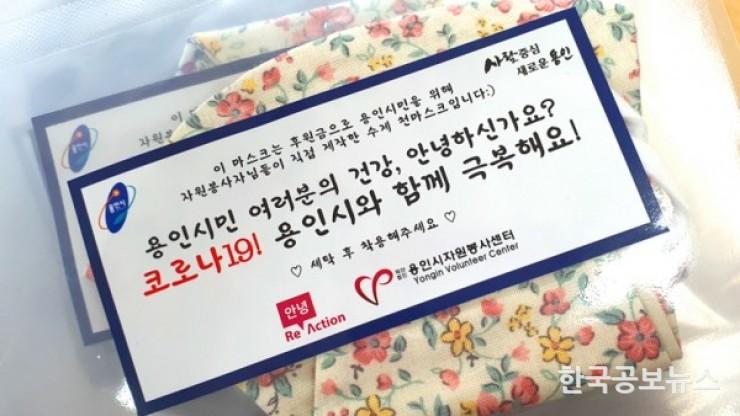 사람중심
새로운 용인
이 마스크는 후원금으로 용인시민을 위해
자원봉사자님들이 직접 제작한 수제 천마스크입니다:)
용인시민 여러분의 건강, 안녕하신가요?
코로나19! 용인시와 함께 극복해요!
♡ 세탁 후 착용해주세요 ♡
안녕
Re Action
용인시자원봉사센터
Yongin Volunteer Center
용인시
이
자원봉
한국공보뉴스